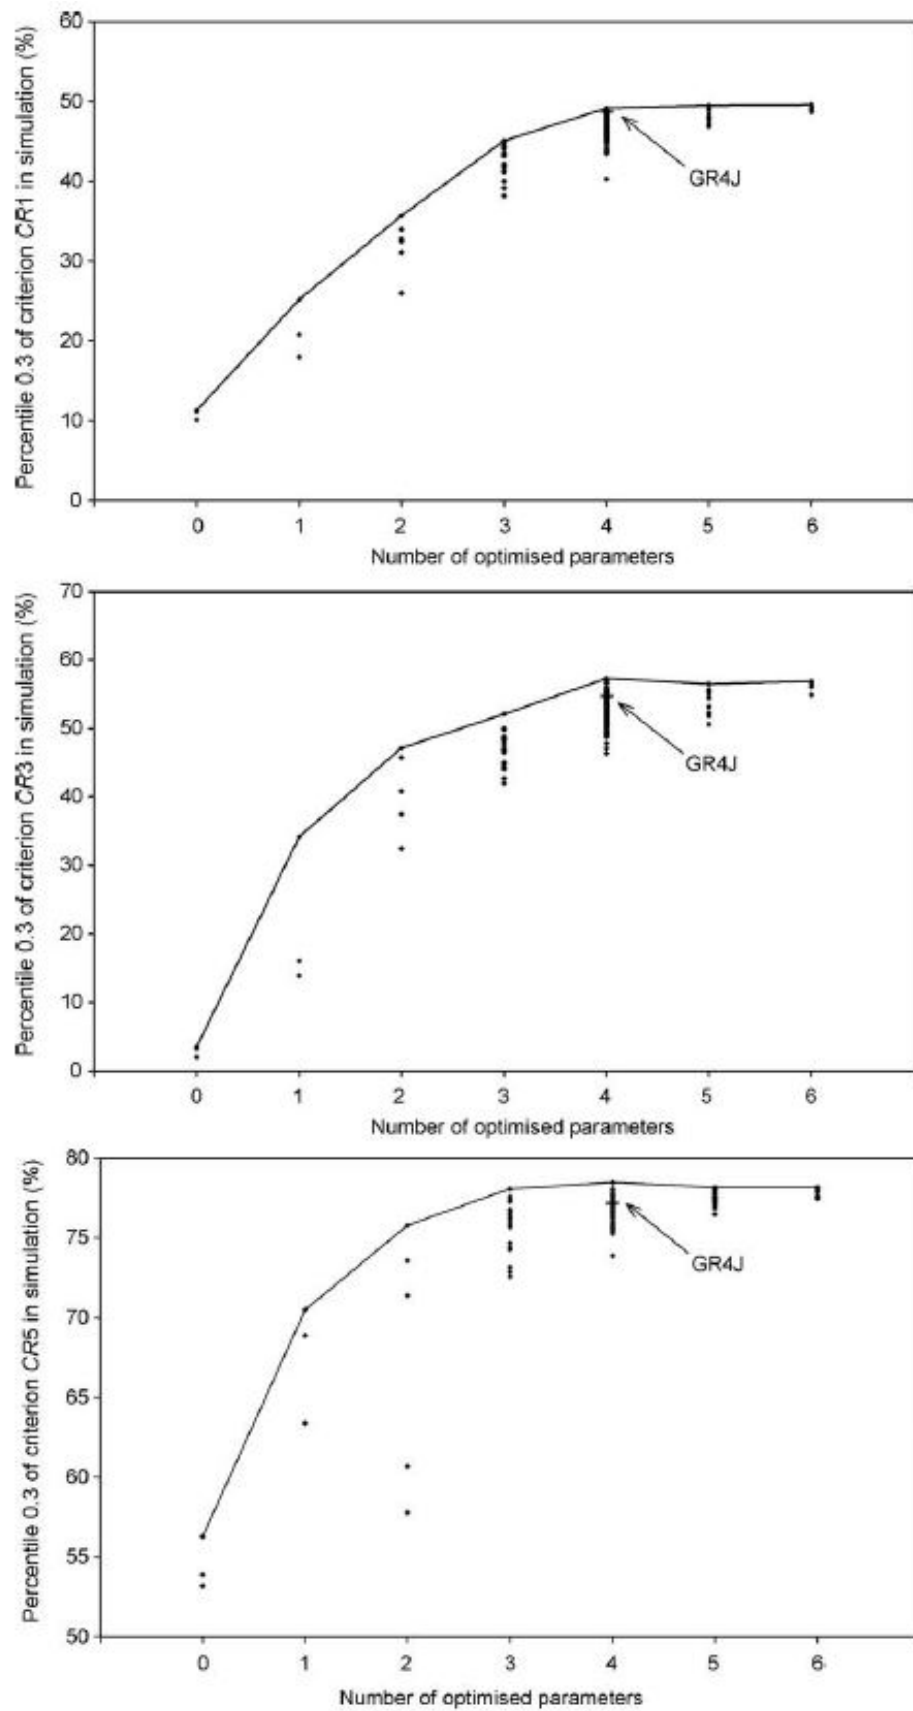 Percentile 0.3 of criterion CR1 in simulation (%)
60
50
40
30
20
10
0
GR4J
0 1 2 3 4 5 6
Number of optimised parameters
Percentile 0.3 of criterion CR3 in simulation (%)
70
60
50
40
30
20
10
0
GR4J
0 1 2 3 4 5 6
Number of optimised parameters
Percentile 0.3 of criterion CR5 in simulation (%)
80
75
70
65
60
55
50
GR4J
0 1 2 3 4 5 6
Number of optimised parameters